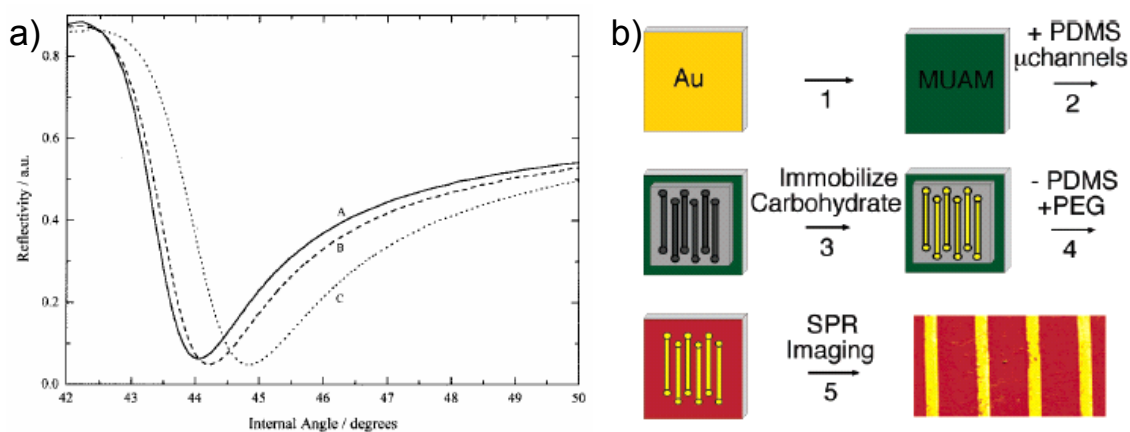 a)
0.8
0.6
0.4
0.2
0.0
Reflectivity / a.u.
A
B
C
42 43 44 45 46 47 48 49 50
Internal Angle / degrees
b)
Au
1
MUAM
+ PDMS
μchannels
2
Immobilize
Carbohydrate
3
- PDMS
+PEG
4
SPR
Imaging
5